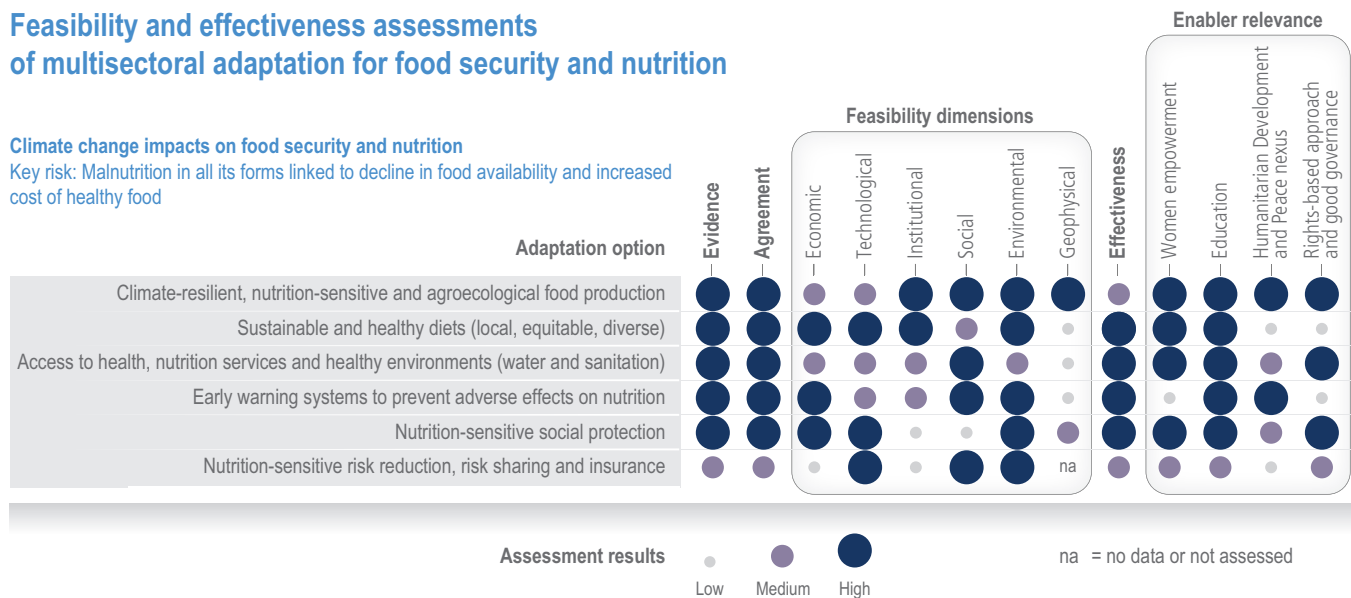 Feasibility and effectiveness assessments
of multisectoral adaptation for food security and nutrition
Climate change impacts on food security and nutrition
Key risk: Malnutrition in all its forms linked to decline in food availability and increased
cost of healthy food
Enabler relevance
Feasibility dimensions
Adaptation option
Evidence
Agreement
Economic
Technological
Institutional
Social
Environmental
Geophysical
Effectiveness
Women empowerment
Education
Humanitarian Development
and Peace nexus
Rights-based approach
and good governance
Climate-resilient, nutrition-sensitive and agroecological food production
Sustainable and healthy diets (local, equitable, diverse)
Access to health, nutrition services and healthy environments (water and sanitation)
Early warning systems to prevent adverse effects on nutrition
Nutrition-sensitive social protection
Nutrition-sensitive risk reduction, risk sharing and insurance
na
Assessment results
Low
Medium
High
na = no data or not assessed